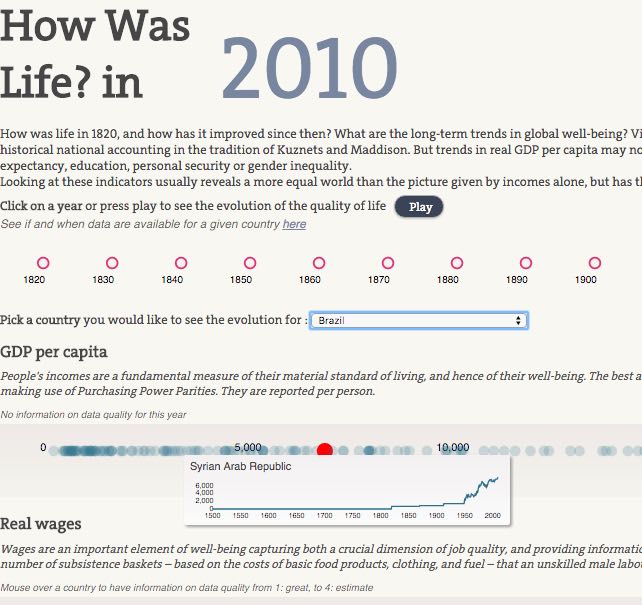 How Was
Life? in
2010
How was life in 1820, and how has it improved since then? What are the long-term trends in global well-being?
historical national accounting in the tradition of Kuznets and Maddison. But trends in real GDP per capita may
expectancy, education, personal security or gender inequality.
Looking at these indicators usually reveals a more equal world than the picture given by incomes alone, but has
Click on a year or press play to see the evolution of the quality of life Play
See if and when data are available for a given country here
1820 1830 1840 1850 1860 1870 1880 1890 1900
Pick a country you would like to see the evolution for : Brazil
GDP per capita
People's incomes are a fundamental measure of their material standard of living, and hence of their well-being. The best
making use of Purchasing Power Parities. They are reported per person.
No information on data quality for this year
0 5,000 10,000
Syrian Arab Republic
6,000
4,000
2,000
0
1500 1550 1600 1650 1700 1750 1800 1850 1900 1950 2000
Real wages
Wages are an important element of well-being capturing both a crucial dimension of job quality, and providing
number of subsistence baskets – based on the costs of basic food products, clothing, and fuel – that an unskilled male
Mouse over a country to have information on data quality from 1: great, to 4: estimate